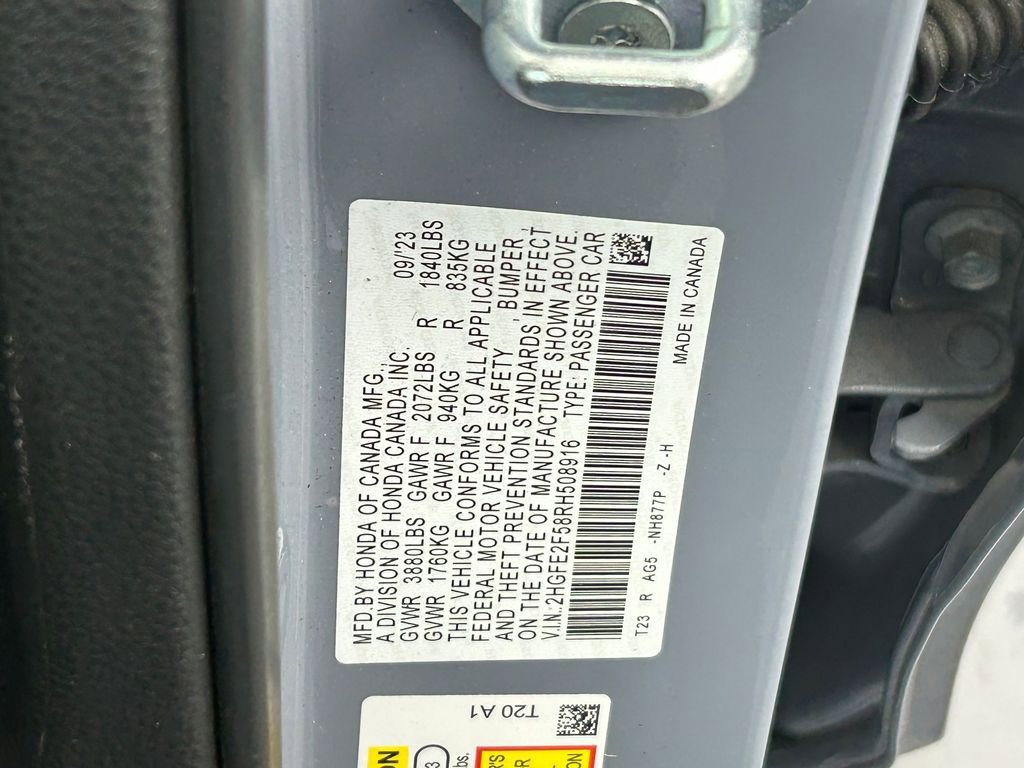 MFD.BY HONDA OF CANADA MFG.,
A DIVISION OF HONDA CANADA INC. 09/23
GVWR 3880LBS GAWR F 2072LBS R 1840LBS
GVWR 1760KG GAWR F 940KG R 835KG
THIS VEHICLE CONFORMS TO ALL APPLICABLE
FEDERAL MOTOR VEHICLE SAFETY , BUMPER ,
AND THEFT PREVENTION STANDARDS, IN EFFECT
ON THE DATE OF MANUFACTURE SHOWN ABOVE.
V.I.N.:2HGFE2F58RH508916 TYPE: PASSENGER CAR
T23 R AG5 -NH877P -Z -H
MADE IN CANADA
T20 A1